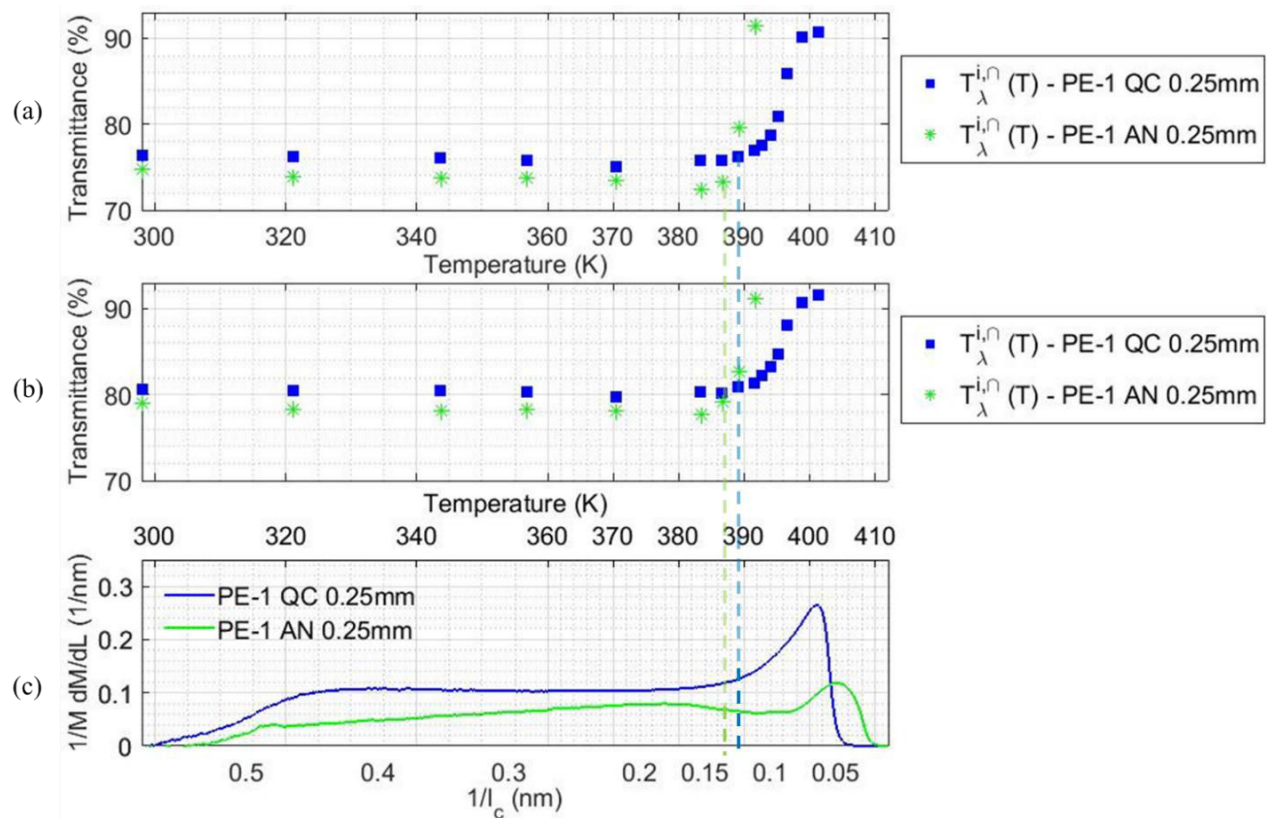 (a)
Transmittance (%)
90
80
70
300 320 340 360 370 380 390 400 410
Temperature (K)
T_λ^{i,∩} (T) - PE-1 QC 0.25mm
T_λ^{i,∩} (T) - PE-1 AN 0.25mm
(b)
Transmittance (%)
90
80
70
Temperature (K)
300 320 340 360 370 380 390 400 410
T_λ^{i,∩} (T) - PE-1 QC 0.25mm
T_λ^{i,∩} (T) - PE-1 AN 0.25mm
(c)
1/M dM/dL (1/nm)
0.3
0.2
0.1
0
PE-1 QC 0.25mm
PE-1 AN 0.25mm
0.5 0.4 0.3 0.2 0.15 0.1 0.05
1/l_c (nm)